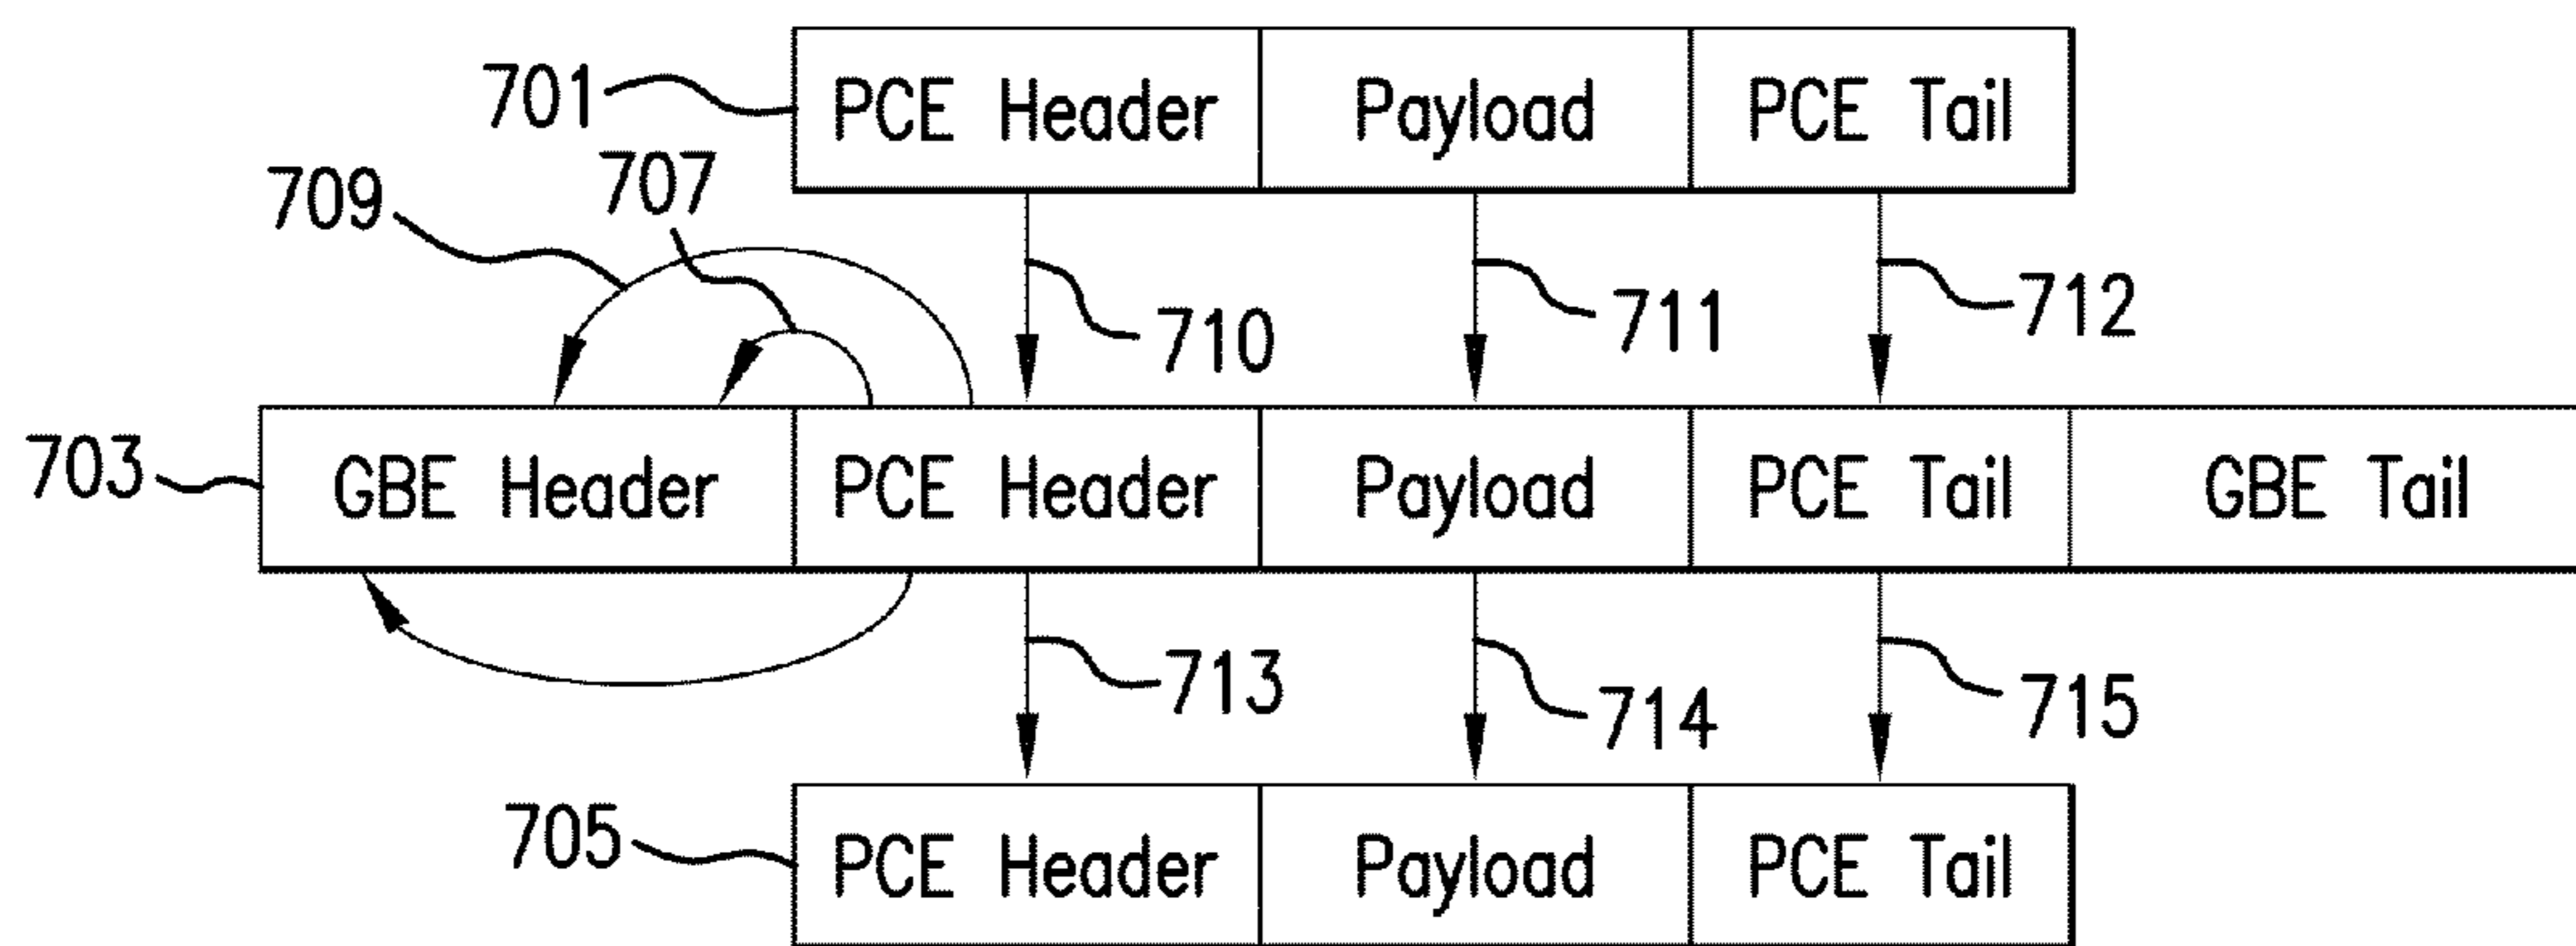 701 PCE Header Payload PCE Tail
709 707
710 711 712
703 GBE Header PCE Header Payload PCE Tail GBE Tail
713 714 715
705 PCE Header Payload PCE Tail